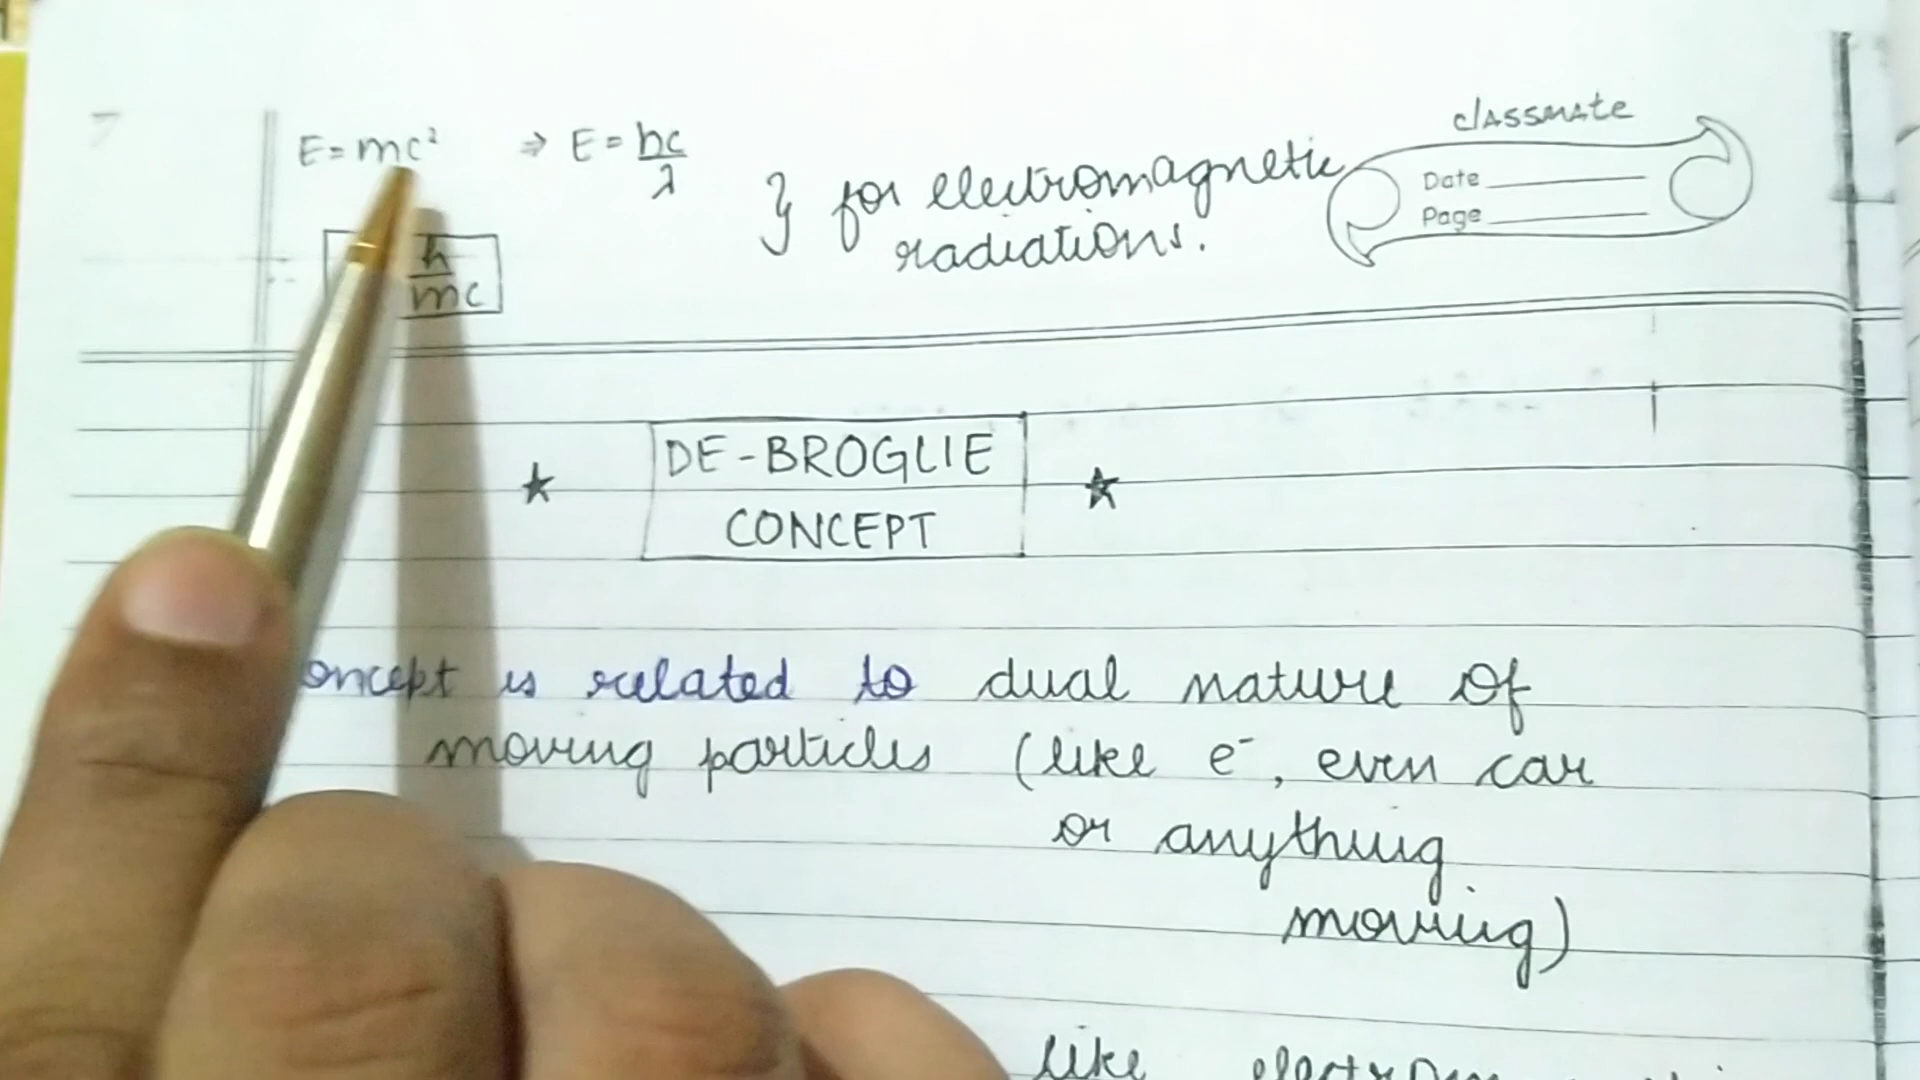 E = mc² ⇒ E = hc/λ } for electromagnetic
radiations.
h/mc
classmate
Date
Page
DE-BROGLIE
CONCEPT
oncept is related to dual nature of
moving particles (like e⁻, even car
or anything
moving)
like